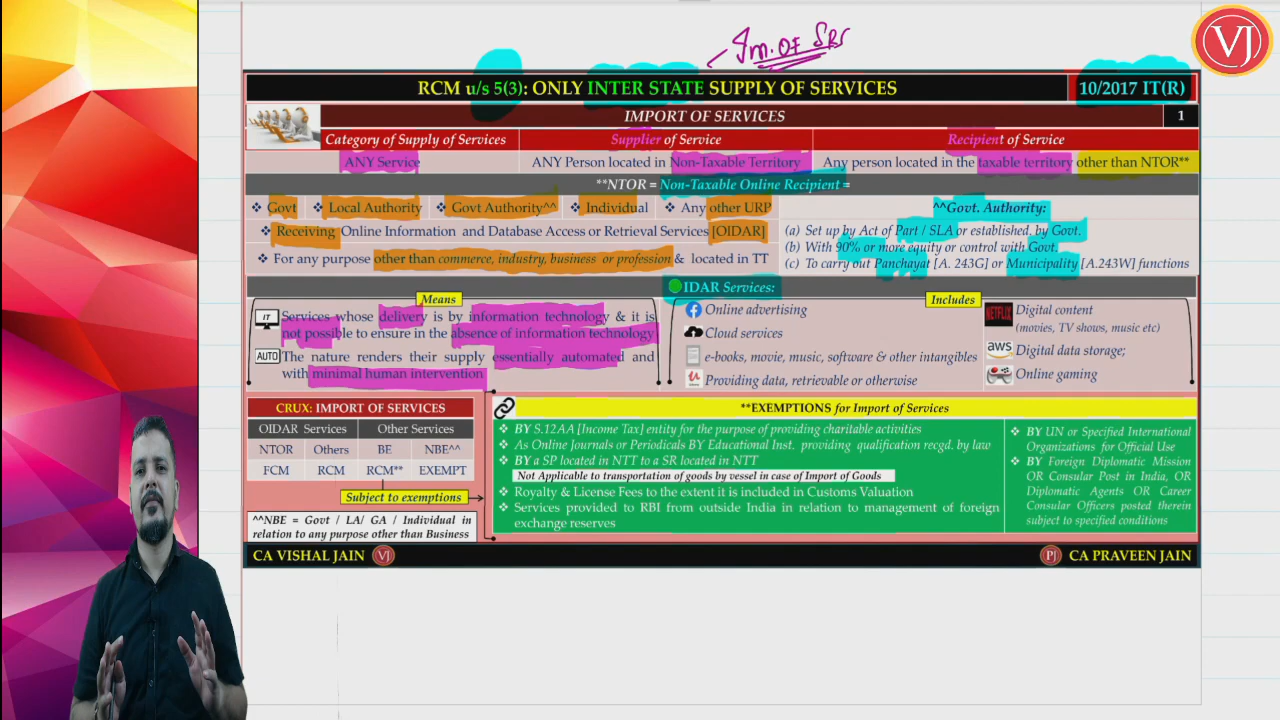 Im. OF SRS
VJ
RCM u/s 5(3): ONLY INTER STATE SUPPLY OF SERVICES
10/2017 IT(R)
IMPORT OF SERVICES
1
Category of Supply of Services
Supplier of Service
Recipient of Service
ANY Service
ANY Person located in Non-Taxable Territory
Any person located in the taxable territory other than NTOR**
**NTOR = Non-Taxable Online Recipient =
❖ Govt ❖ Local Authority ❖ Govt Authority^^ ❖ Individual ❖ Any other URP
❖ Receiving Online Information and Database Access or Retrieval Services [OIDAR]
❖ For any purpose other than commerce, industry, business or profession & located in TT
^^Govt. Authority:
(a) Set up by Act of Part / SLA or established. by Govt.
(b) With 90% or more equity or control with Govt.
(c) To carry out Panchayat [A. 243G] or Municipality [A.243W] functions
IDAR Services:
Means
IT
Services whose delivery is by information technology & it is
not possible to ensure in the absence of information technology
AUTO
The nature renders their supply essentially automated and
with minimal human intervention
Includes
Online advertising
Cloud services
e-books, movie, music, software & other intangibles
Providing data, retrievable or otherwise
NETFLIX
Digital content
(movies, TV shows, music etc)
aws
Digital data storage;
Online gaming
CRUX: IMPORT OF SERVICES
OIDAR Services
Other Services
NTOR Others BE NBE^^
FCM RCM RCM** EXEMPT
Subject to exemptions
^^NBE = Govt / LA/ GA / Individual in
relation to any purpose other than Business
**EXEMPTIONS for Import of Services
❖ BY S.12AA [Income Tax] entity for the purpose of providing charitable activities
❖ As Online Journals or Periodicals BY Educational Inst. providing qualification recgd. by law
❖ BY a SP located in NTT to a SR located in NTT
Not Applicable to transportation of goods by vessel in case of Import of Goods
❖ Royalty & License Fees to the extent it is included in Customs Valuation
❖ Services provided to RBI from outside India in relation to management of foreign
exchange reserves
❖ BY UN or Specified International
Organizations for Official Use
❖ BY Foreign Diplomatic Mission
OR Consular Post in India, OR
Diplomatic Agents OR Career
Consular Officers posted therein
subject to specified conditions
CA VISHAL JAIN VJ
PJ CA PRAVEEN JAIN